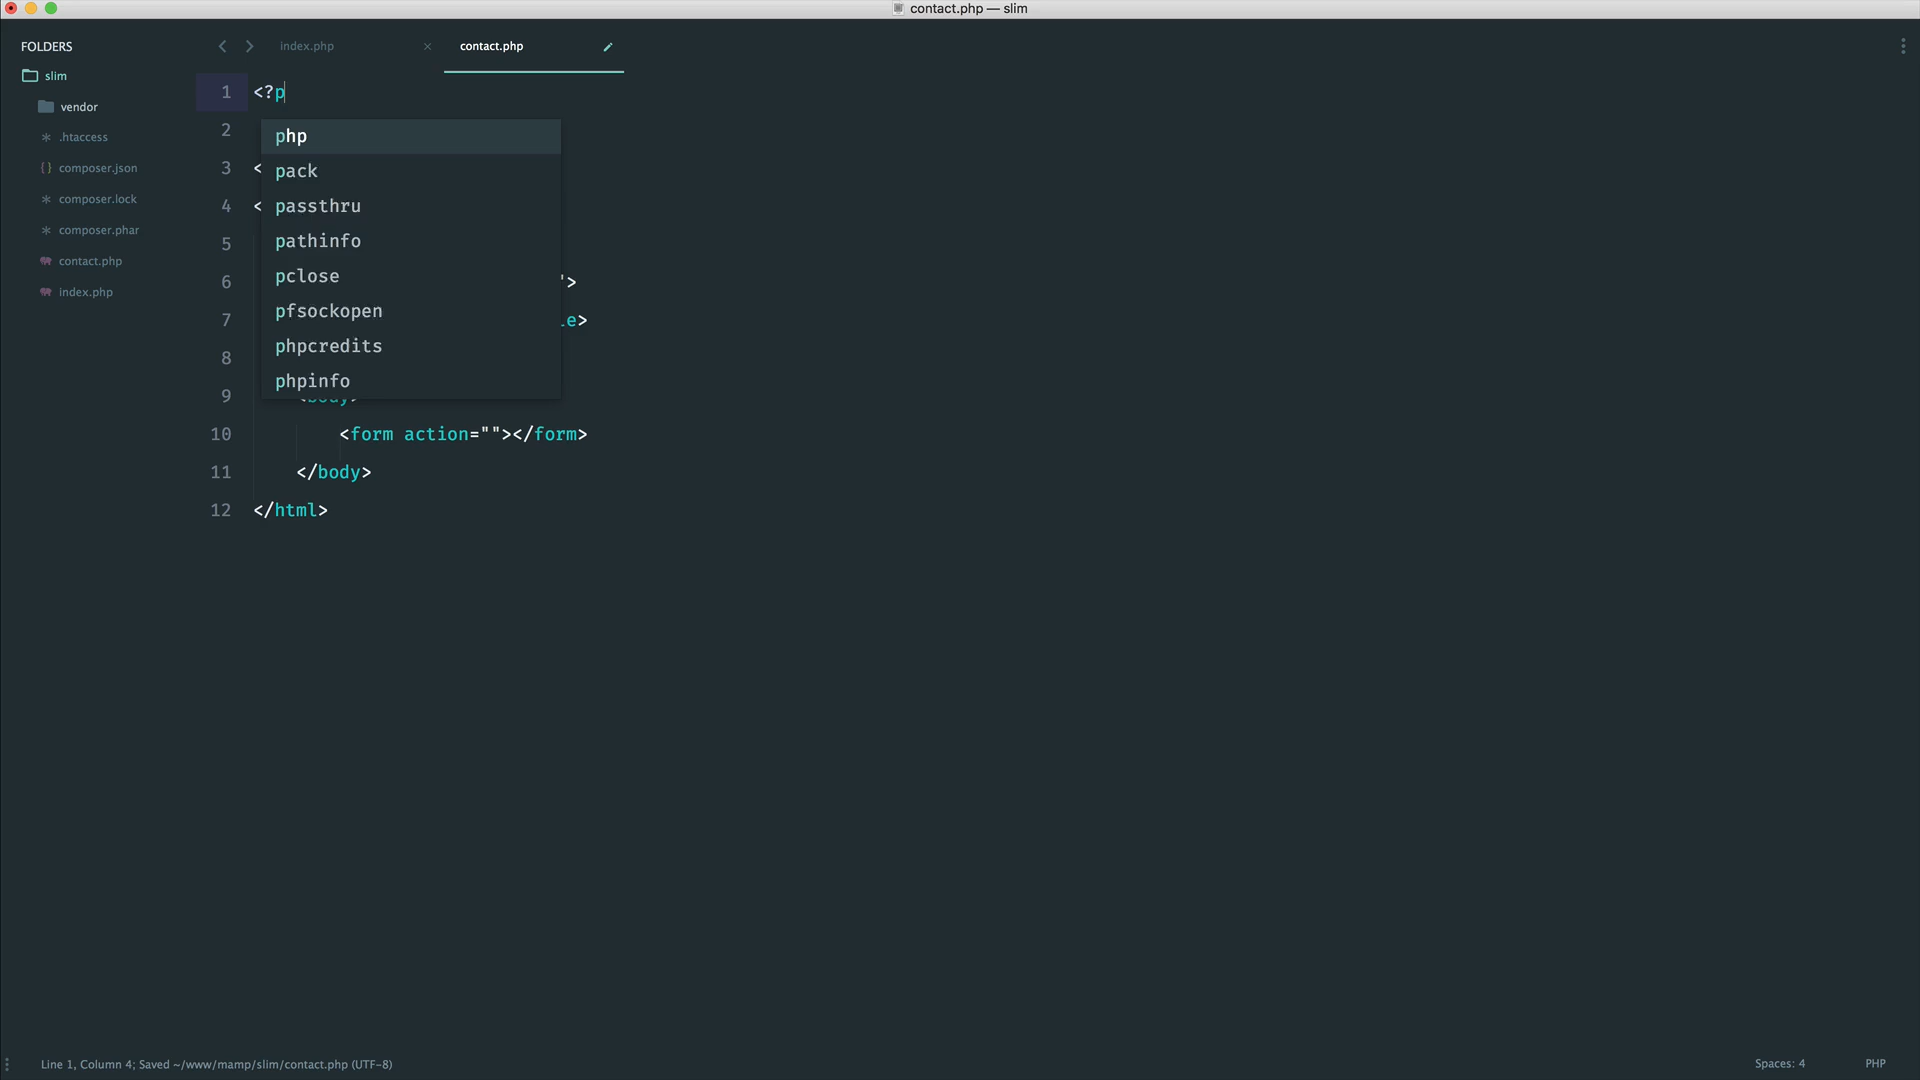 contact.php — slim
FOLDERS
slim
vendor
.htaccess
composer.json
composer.lock
composer.phar
contact.php
index.php
index.php
contact.php
1 <?p
2
3 <
4 <
5
6 ">
7 le>
8
9 <body>
10 <form action=""></form>
11 </body>
12 </html>
php
pack
passthru
pathinfo
pclose
pfsockopen
phpcredits
phpinfo
Line 1, Column 4; Saved ~/www/mamp/slim/contact.php (UTF-8)
Spaces: 4
PHP